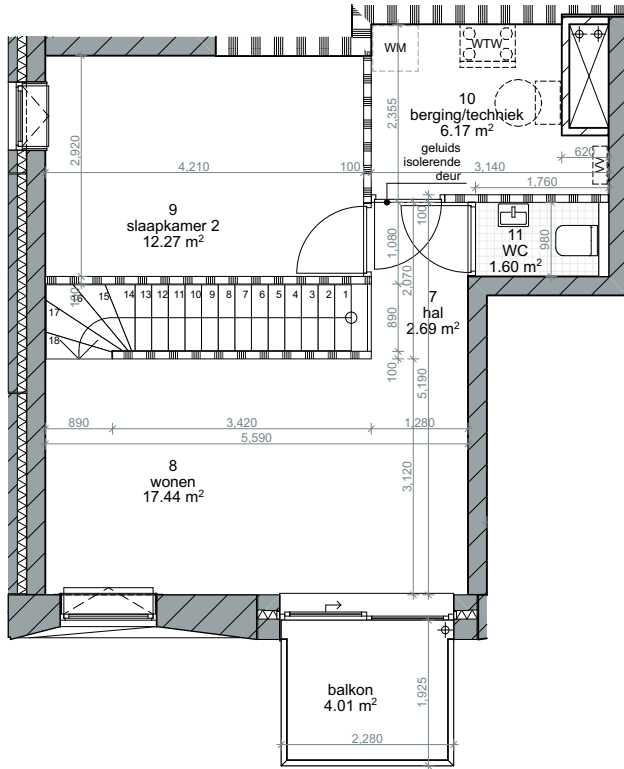 WM
WTW
10
berging/techniek
6.17 m²
geluids
isolerende
deur
2,355
620
VV
2,920
4,210
100
3,140
1,760
9
slaapkamer 2
12.27 m²
100
1,080
2,070
980
11
WC
1.60 m²
7
hal
2.69 m²
100
18 17 16 15 14 13 12 11 10 9 8 7 6 5 4 3 2 1
890
100
5,190
890
3,420
1,280
5,590
3,120
8
wonen
17.44 m²
balkon
4.01 m²
1,925
2,280